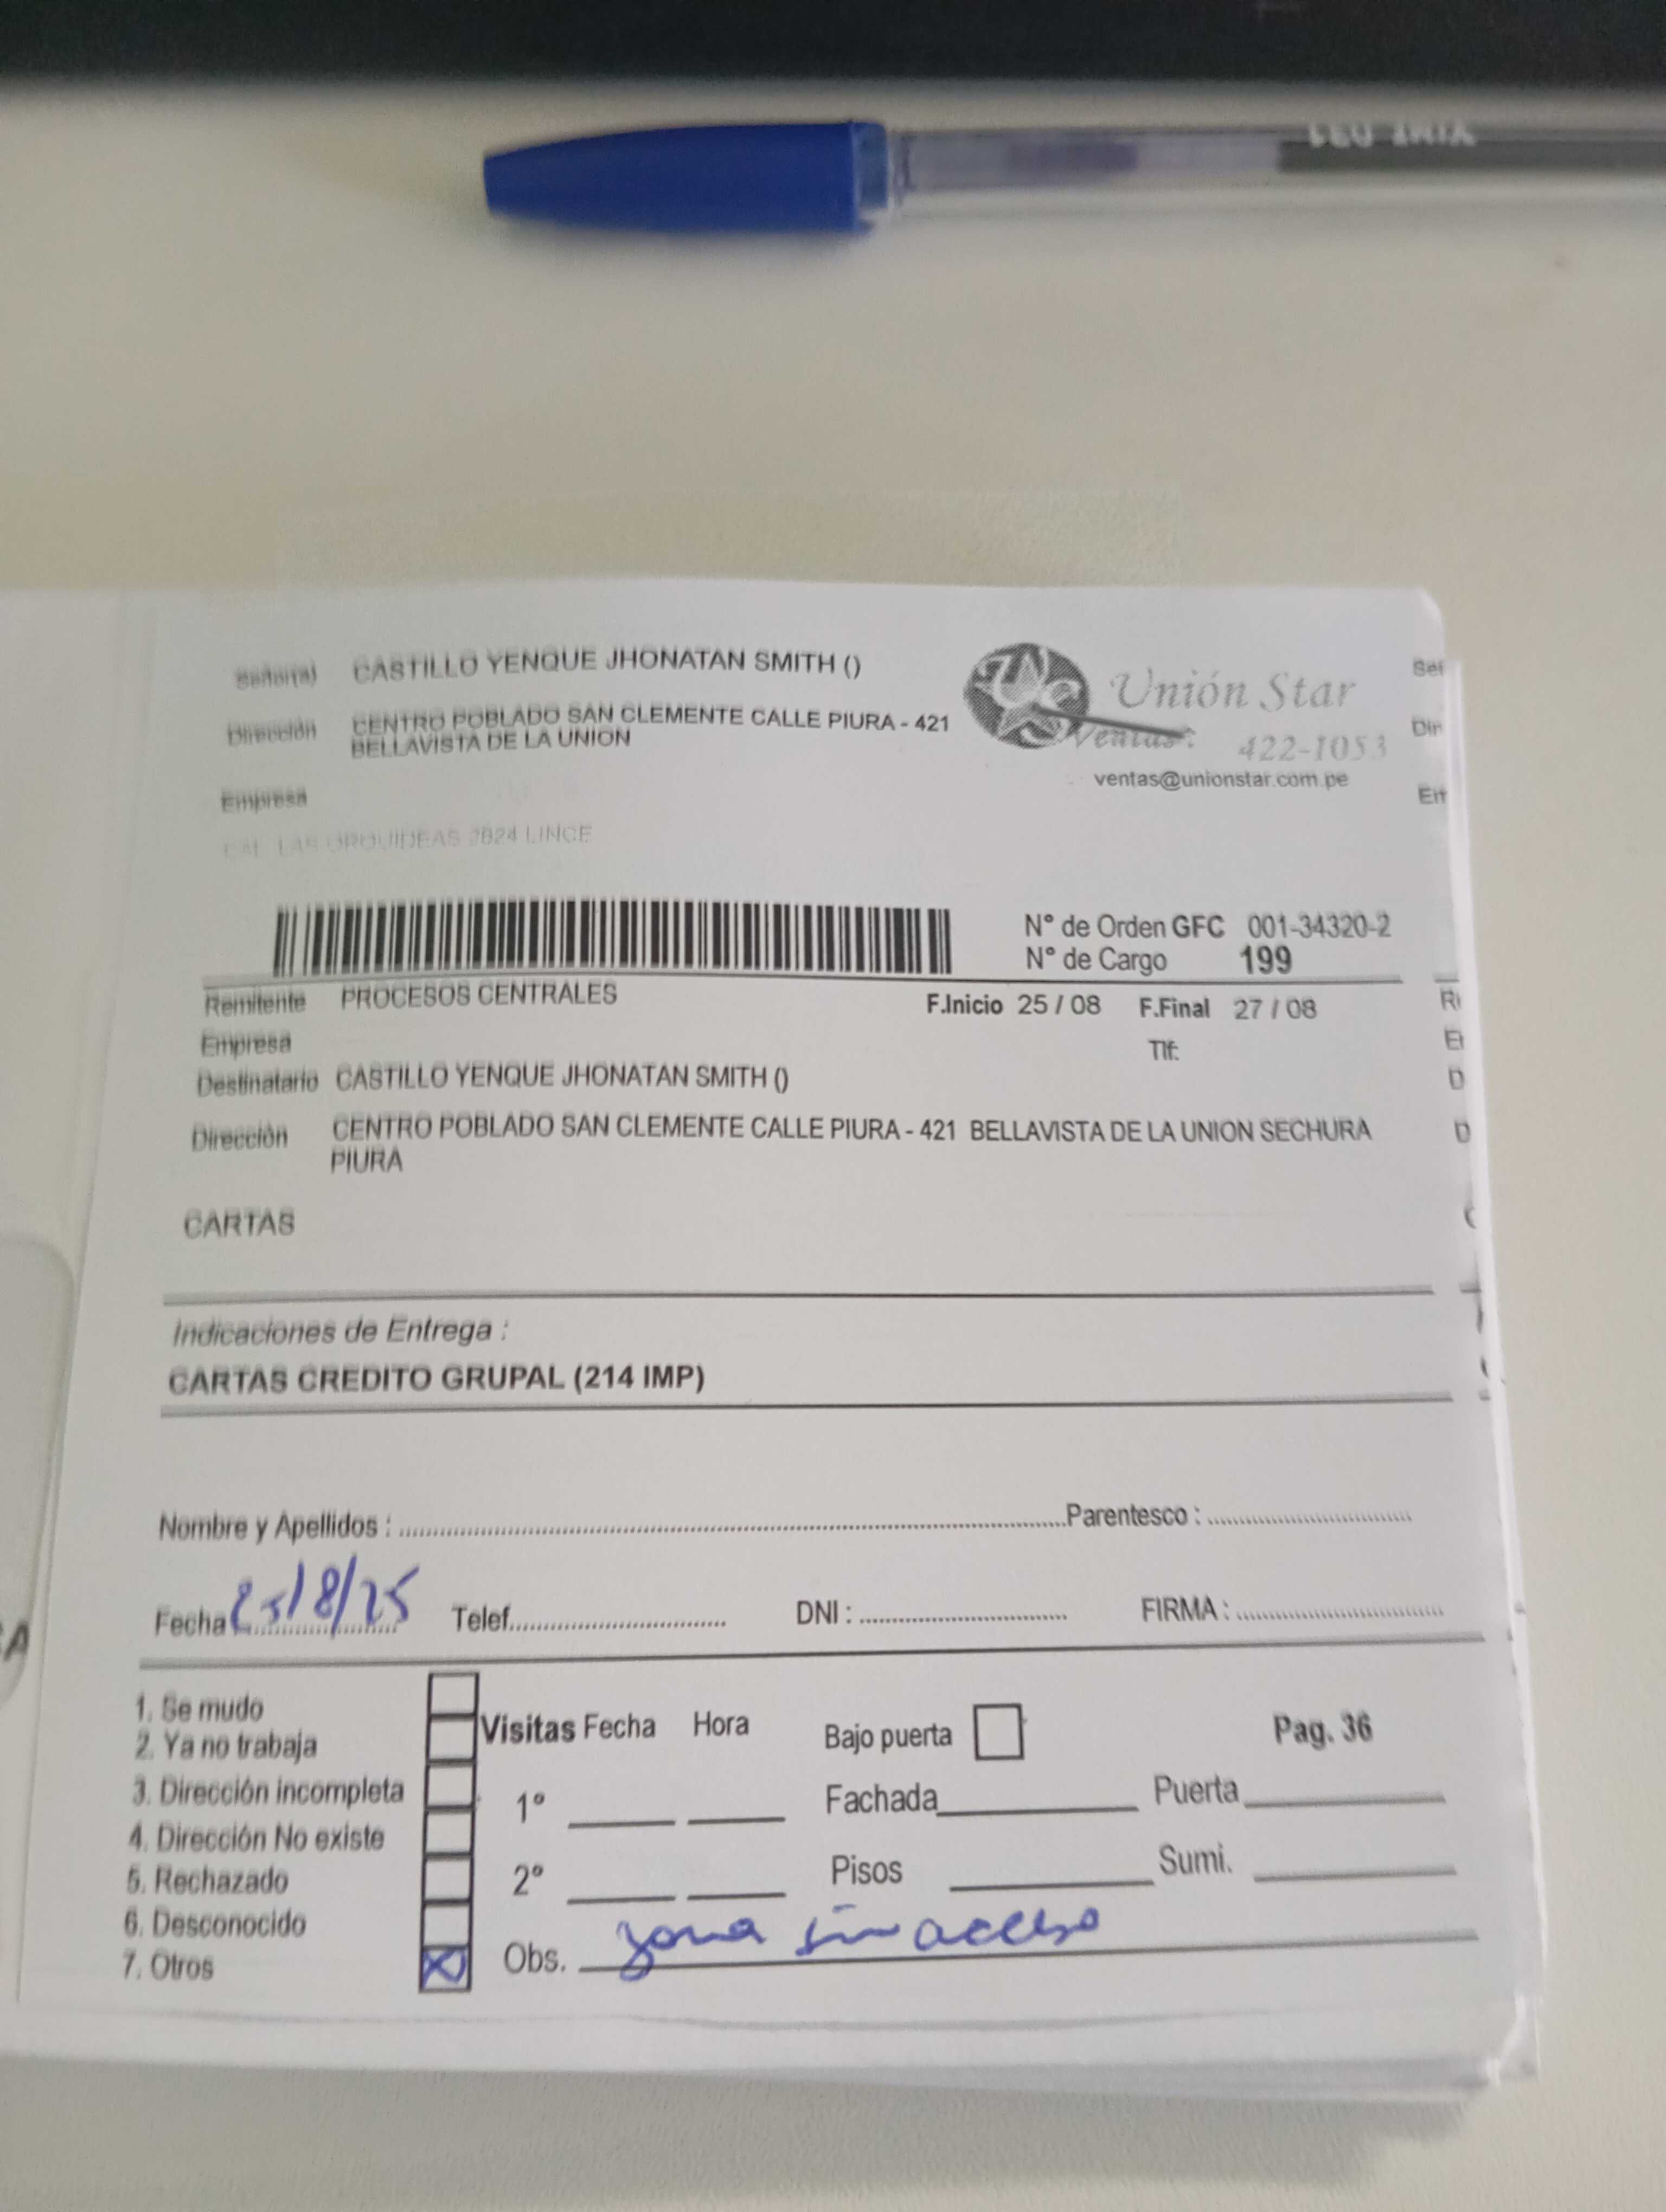 Señor(a) CASTILLO YENQUE JHONATAN SMITH ()
Dirección CENTRO POBLADO SAN CLEMENTE CALLE PIURA - 421
BELLAVISTA DE LA UNION
Empresa
CAL. LAS ORQUIDEAS 2824 LINCE
Unión Star
Ventas: 422-1053
ventas@unionstar.com.pe
N° de Orden GFC 001-34320-2
N° de Cargo 199
Remitente PROCESOS CENTRALES F.Inicio 25 / 08 F.Final 27 / 08
Empresa Tlf:
Destinatario CASTILLO YENQUE JHONATAN SMITH ()
Dirección CENTRO POBLADO SAN CLEMENTE CALLE PIURA - 421 BELLAVISTA DE LA UNION SECHURA
PIURA
CARTAS
Indicaciones de Entrega :
CARTAS CREDITO GRUPAL (214 IMP)
Nombre y Apellidos : Parentesco :
Fecha 25/8/25 Telef. DNI : FIRMA :
1. Se mudo
2. Ya no trabaja
3. Dirección incompleta
4. Dirección No existe
5. Rechazado
6. Desconocido
7. Otros X
Visitas Fecha Hora Bajo puerta Pag. 36
1° Fachada Puerta
2° Pisos Sumi.
Obs. zona sin acceso